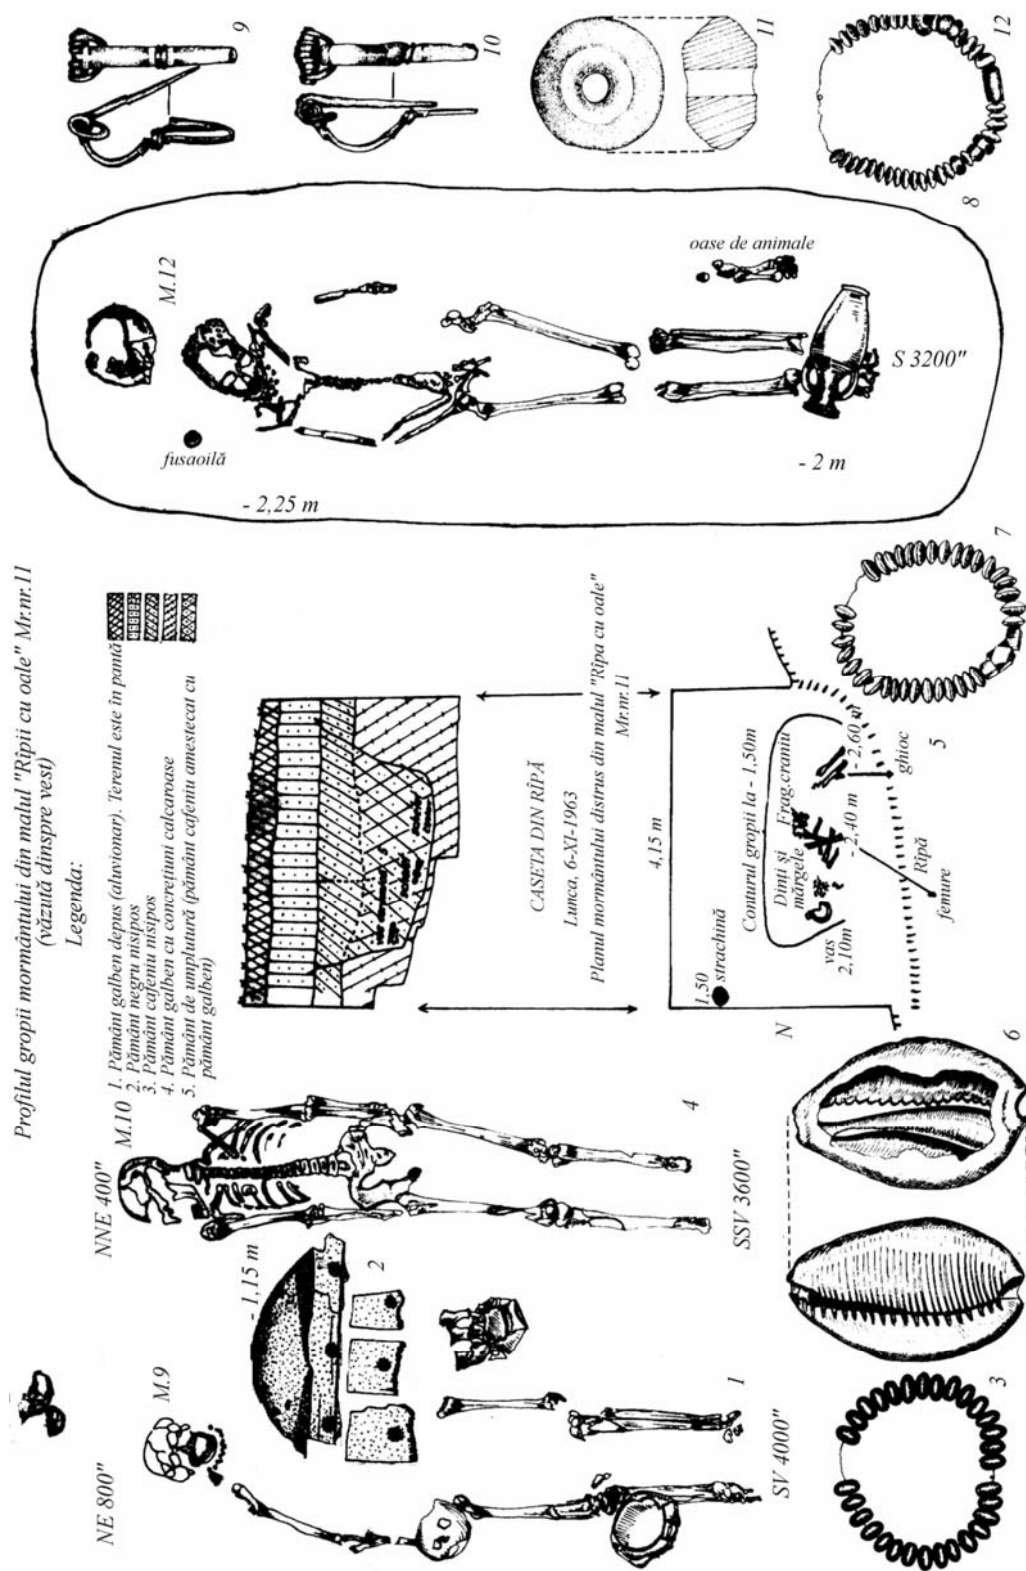 Profilul gropii mormântului din malul "Rîpii cu oale" Mr.nr.11
(văzută dinspre vest)
Legenda:
1. Pământ galben depus (aluvionar). Terenul este în pantă
2. Pământ negru nisipos
3. Pământ cafeniu nisipos
4. Pământ galben cu concrețiuni calcaroase
5. Pământ de umplutură (pământ cafeniu amestecat cu
pământ galben)
NE 800"
M.9
- 1,15 m
2
SV 4000"
1
3
NNE 400"
M.10
SSV 3600"
4
6
CASETA DIN RÎPĂ
Lunca, 6-XI-1963
Planul mormântului distrus din malul "Rîpa cu oale"
Mr.nr.11
4,15 m
1,50
strachină
N
Conturul gropii la - 1,50m
Dinți și
mărgele
Frag.craniu
vas
2,10m
- 2,40 m
- 2,60 m
Rîpă
femure
ghioc
5
7
M.12
fusaoilă
- 2,25 m
oase de animale
S 3200"
- 2 m
8
9
10
11
12